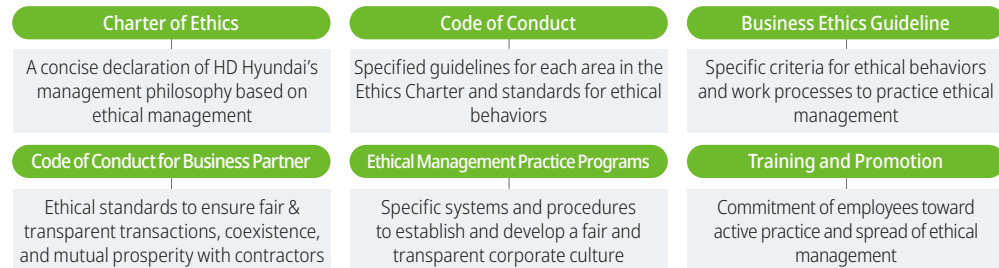 Charter of Ethics
A concise declaration of HD Hyundai's
management philosophy based on
ethical management
Code of Conduct
Specified guidelines for each area in the
Ethics Charter and standards for ethical
behaviors
Business Ethics Guideline
Specific criteria for ethical behaviors
and work processes to practice ethical
management
Code of Conduct for Business Partner
Ethical standards to ensure fair &
transparent transactions, coexistence,
and mutual prosperity with contractors
Ethical Management Practice Programs
Specific systems and procedures
to establish and develop a fair and
transparent corporate culture
Training and Promotion
Commitment of employees toward
active practice and spread of ethical
management